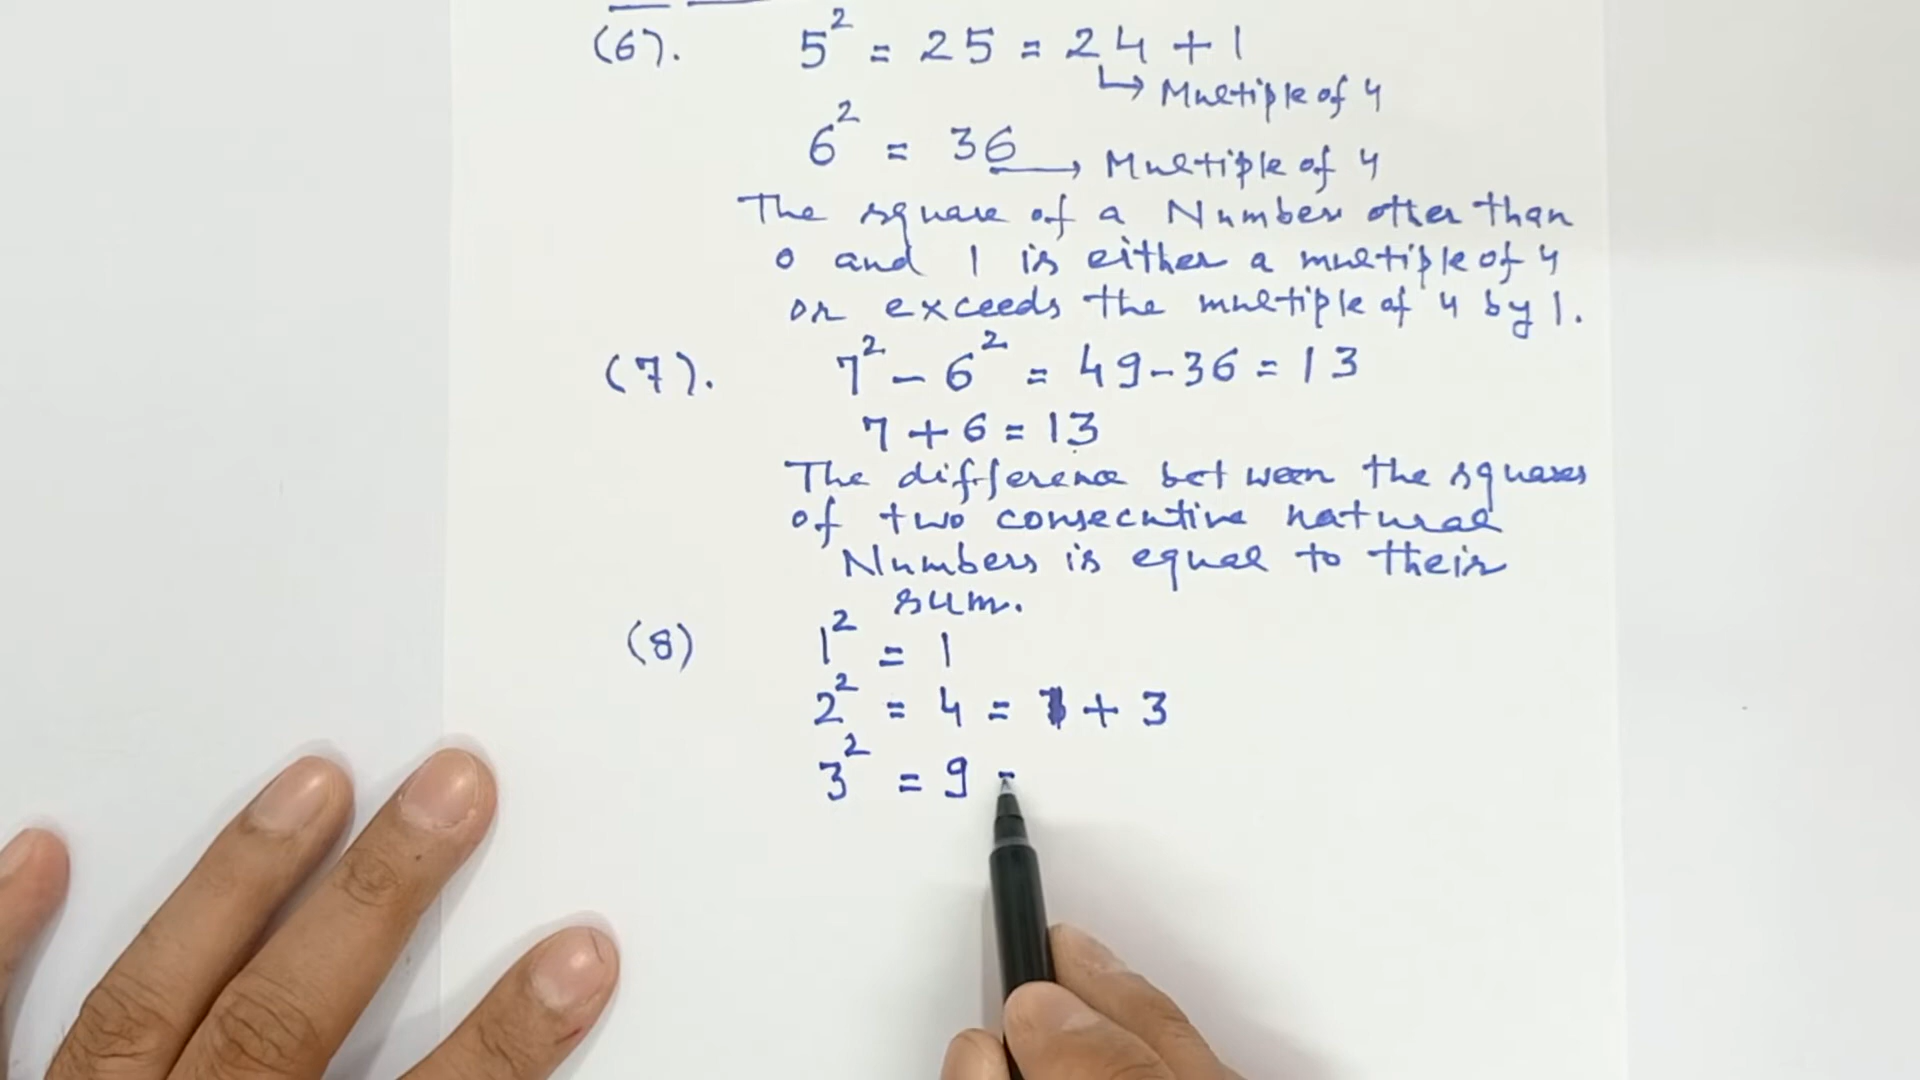 (6). 5² = 25 = 24 + 1
↳ Multiple of 4
6² = 36 → Multiple of 4
The square of a Number other than
0 and 1 is either a multiple of 4
or exceeds the multiple of 4 by 1.
(7). 7² - 6² = 49 - 36 = 13
7 + 6 = 13
The difference between the squares
of two consecutive natural
Numbers is equal to their
sum.
(8) 1² = 1
2² = 4 = 1 + 3
3² = 9 =